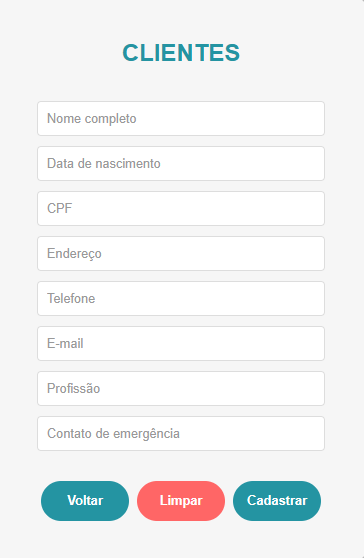 CLIENTES
Nome completo
Data de nascimento
CPF
Endereço
Telefone
E-mail
Profissão
Contato de emergência
Voltar Limpar Cadastrar